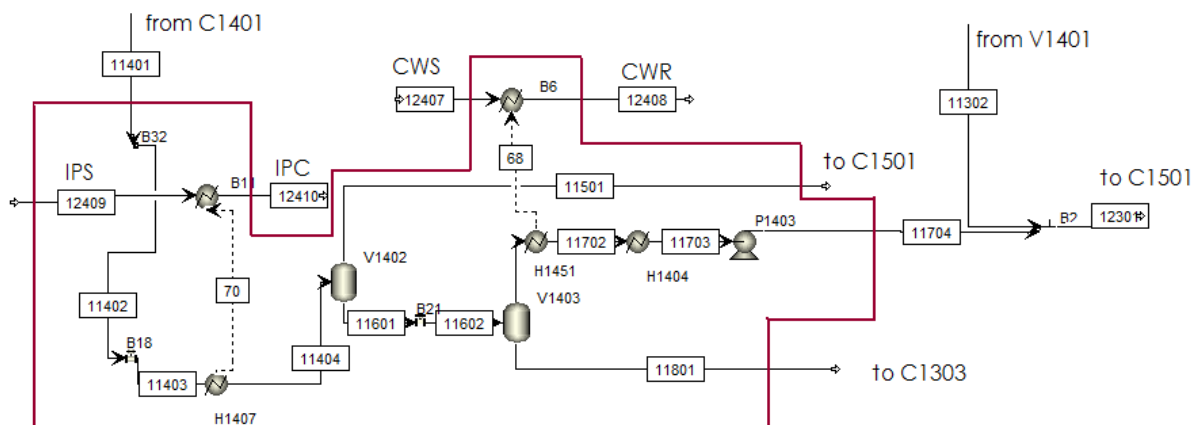 from C1401
11401
B32
IPS
12409
B11
IPC
12410
CWS
12407
B6
CWR
12408
68
11501
to C1501
from V1401
11302
to C1501
B2
12301
11704
P1403
11703
H1404
11702
H1451
V1402
V1403
70
11402
B18
11403
H1407
11404
11601
B21
11602
11801
to C1303